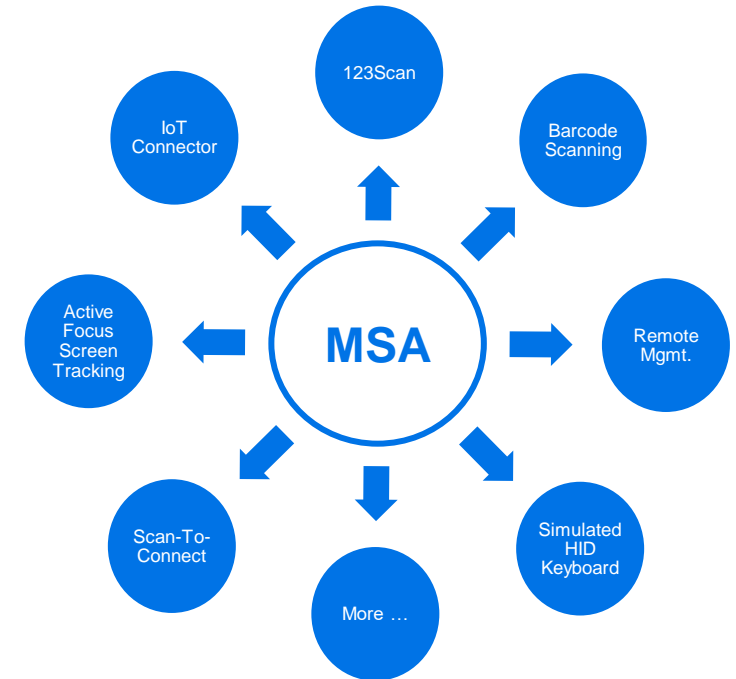 123Scan
IoT
Connector
Barcode
Scanning
Active
Focus
Screen
Tracking
MSA
Remote
Mgmt.
Scan-To-
Connect
Simulated
HID
Keyboard
More …